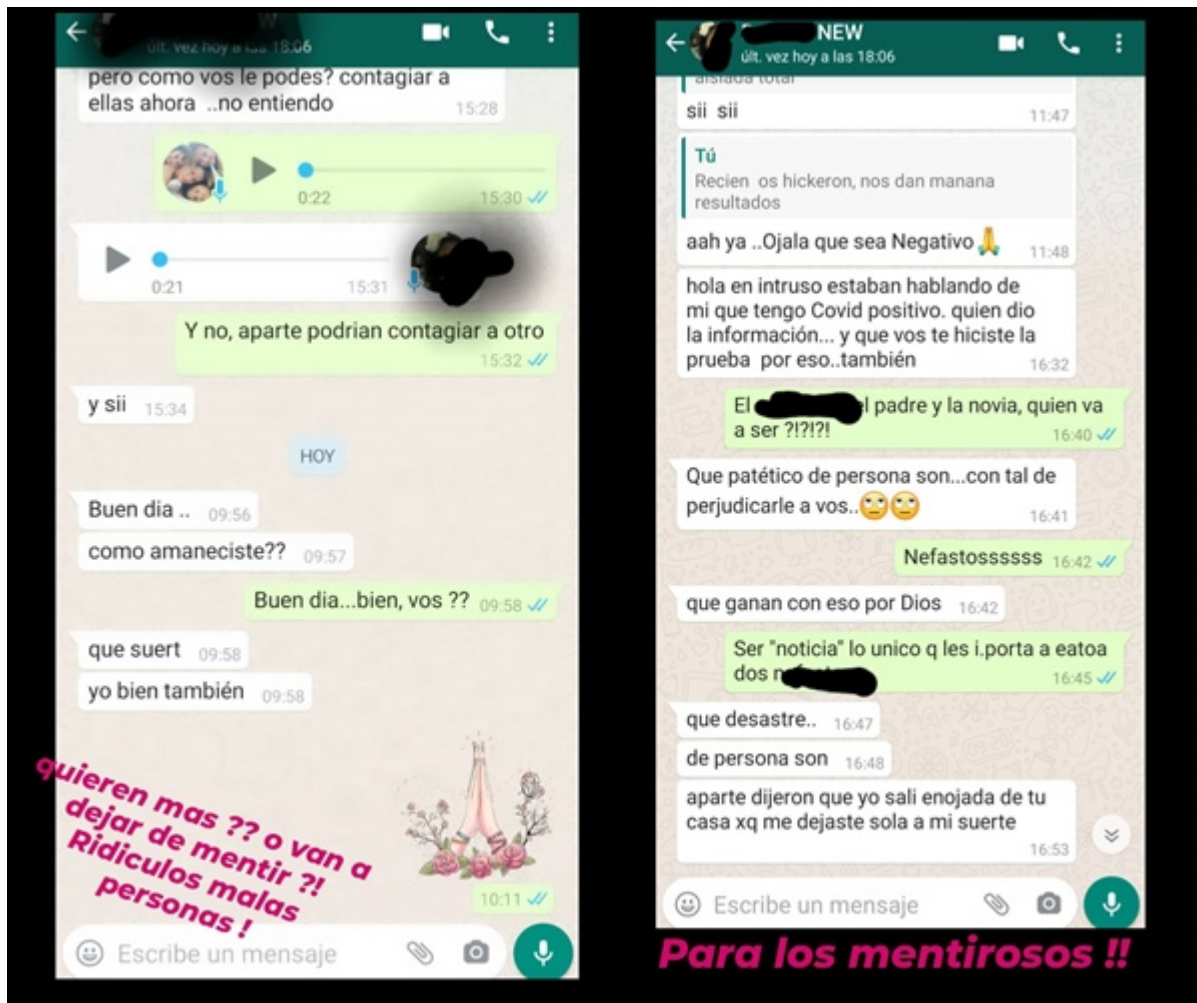 últ. vez hoy a las 18:06
pero como vos le podes? contagiar a
ellas ahora ..no entiendo
15:28
0:22
15:30
0:21
15:31
Y no, aparte podrian contagiar a otro
15:32
y sii 15:34
HOY
Buen dia .. 09:56
como amaneciste?? 09:57
Buen dia...bien, vos ?? 09:58
que suert 09:58
yo bien también 09:58
quieren mas ?? o van a
dejar de mentir ?!
Ridiculos malas
personas !
10:11
Escribe un mensaje
NEW
últ. vez hoy a las 18:06
aislada total
sii sii
11:47
Tú
Recien os hickeron, nos dan manana
resultados
aah ya ..Ojala que sea Negativo🙏
11:48
hola en intruso estaban hablando de
mi que tengo Covid positivo. quien dio
la información... y que vos te hiciste la
prueba por eso..también
16:32
El l padre y la novia, quien va
a ser ?!?!?!
16:40
Que patético de persona son...con tal de
perjudicarle a vos..🙄🙄
16:41
Nefastossssss 16:42
que ganan con eso por Dios 16:42
Ser "noticia" lo unico q les i.porta a eatoa
dos
16:45
que desastre.. 16:47
de persona son 16:48
aparte dijeron que yo sali enojada de tu
casa xq me dejaste sola a mi suerte
16:53
Escribe un mensaje
Para los mentirosos !!